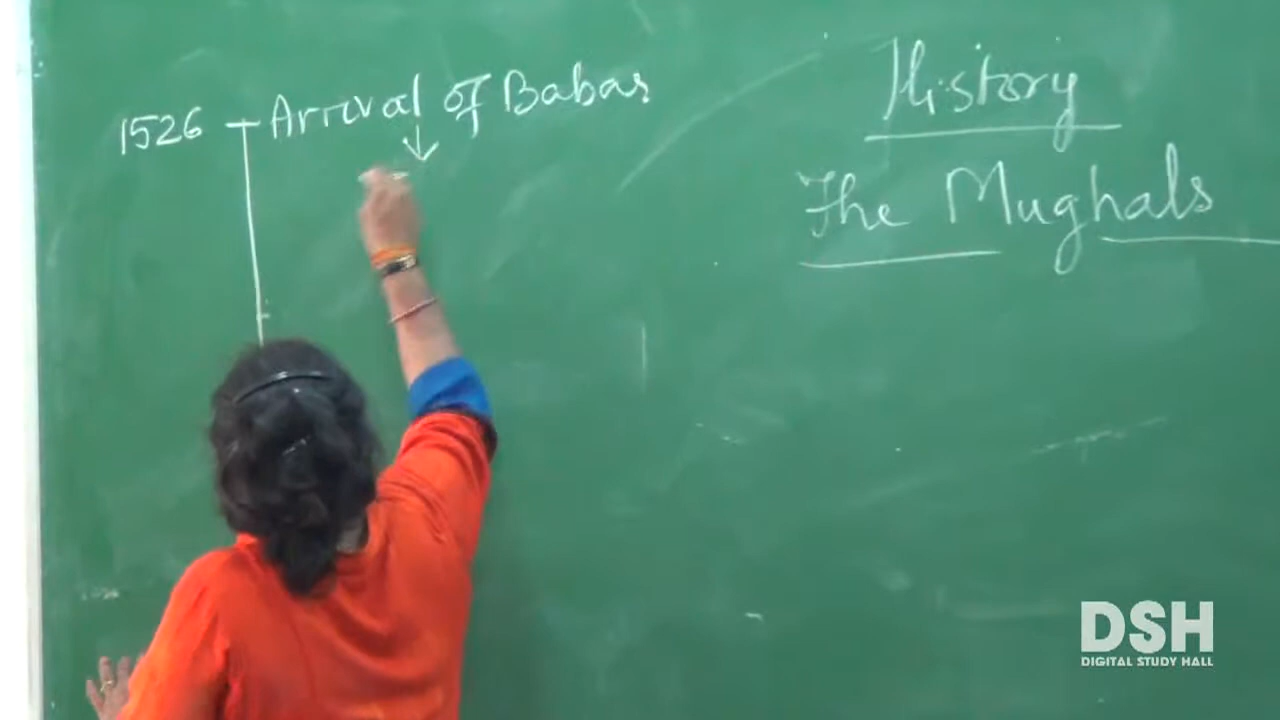 History
The Mughals
1526 Arrival of Babar
DSH
DIGITAL STUDY HALL